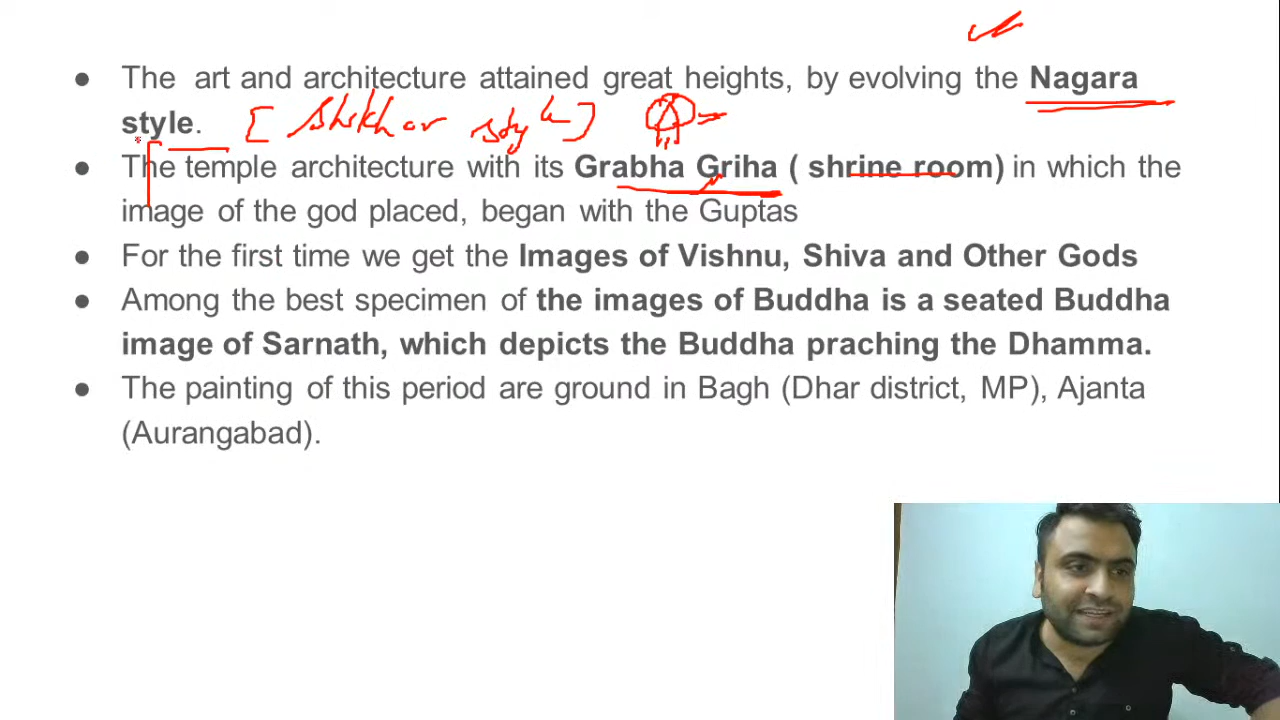 ● The art and architecture attained great heights, by evolving the Nagara
style. [ Shikhar style ]
● The temple architecture with its Grabha Griha ( shrine room) in which the
image of the god placed, began with the Guptas
● For the first time we get the Images of Vishnu, Shiva and Other Gods
● Among the best specimen of the images of Buddha is a seated Buddha
image of Sarnath, which depicts the Buddha praching the Dhamma.
● The painting of this period are ground in Bagh (Dhar district, MP), Ajanta
(Aurangabad).